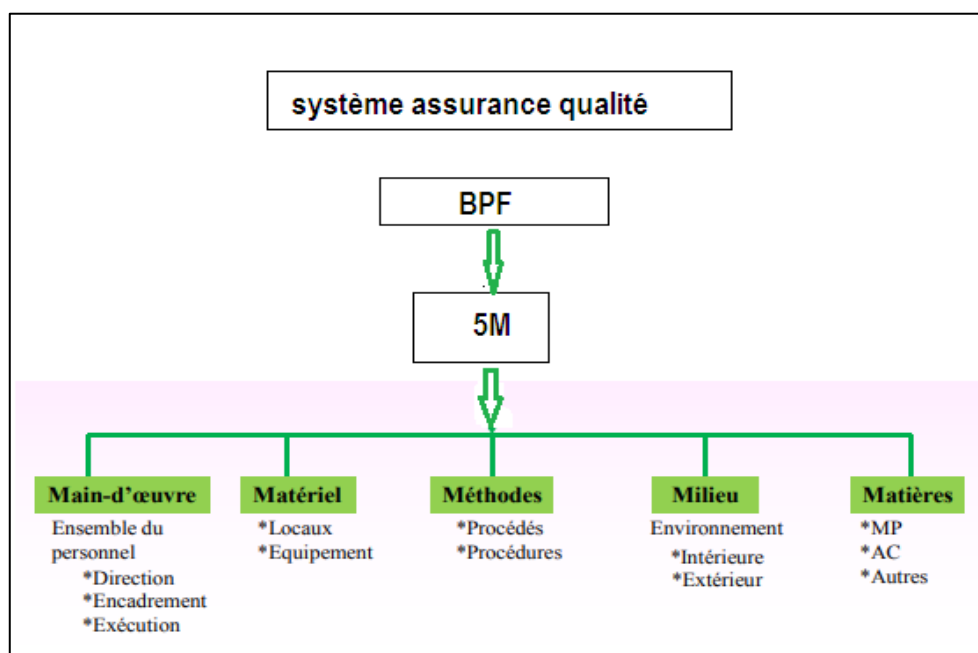 système assurance qualité
BPF
5M
Main-d'œuvre
Ensemble du
personnel
*Direction
*Encadrement
*Exécution
Matériel
*Locaux
*Equipement
Méthodes
*Procédés
*Procédures
Milieu
Environnement
*Intérieure
*Extérieur
Matières
*MP
*AC
*Autres